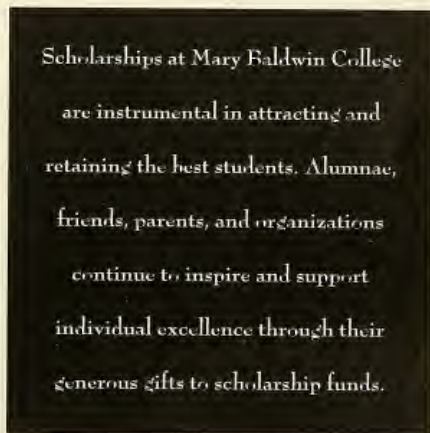 Scholarships at Mary Baldwin College
are instrumental in attracting and
retaining the best students. Alumnae,
friends, parents, and organizations
continue to inspire and support
individual excellence through their
generous gifts to scholarship funds.